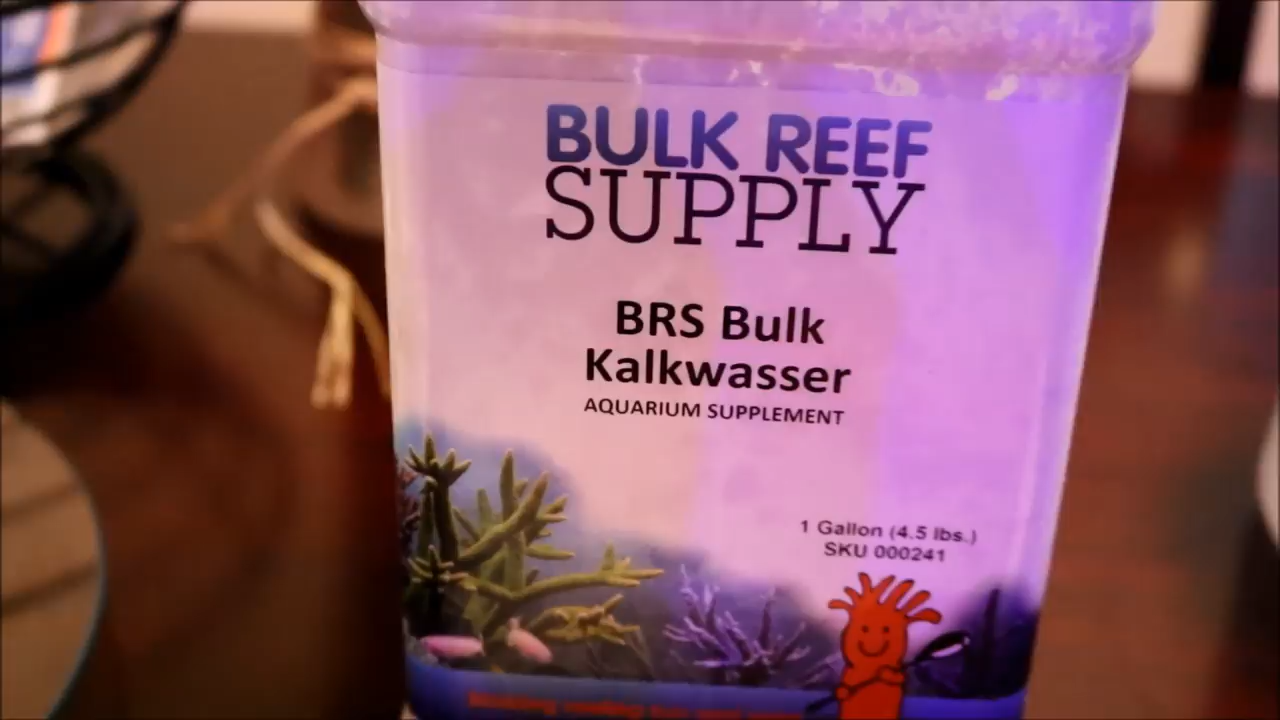 BULK REEF
SUPPLY
BRS Bulk
Kalkwasser
AQUARIUM SUPPLEMENT
1 Gallon (4.5 lbs.)
SKU 000241